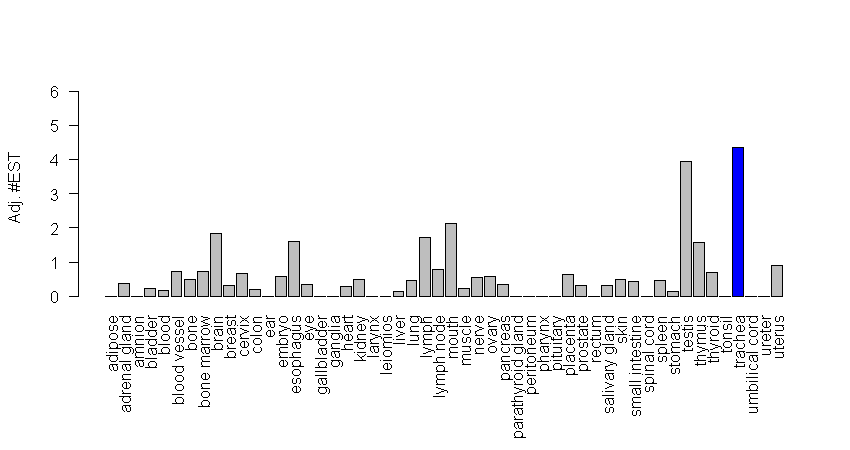 Adj. #EST
6
5
4
3
2
1
0
adipose
adrenal gland
amnion
bladder
blood
blood vessel
bone
bone marrow
brain
breast
cervix
colon
ear
embryo
esophagus
eye
gallbladder
ganglia
heart
kidney
larynx
leiomios
liver
lung
lymph
lymph node
mouth
muscle
nerve
ovary
pancreas
parathyroid gland
peritoneum
pharynx
pituitary
placenta
prostate
rectum
salivary gland
skin
small intestine
spinal cord
spleen
stomach
testis
thymus
thyroid
tonsil
trachea
umbilical cord
ureter
uterus